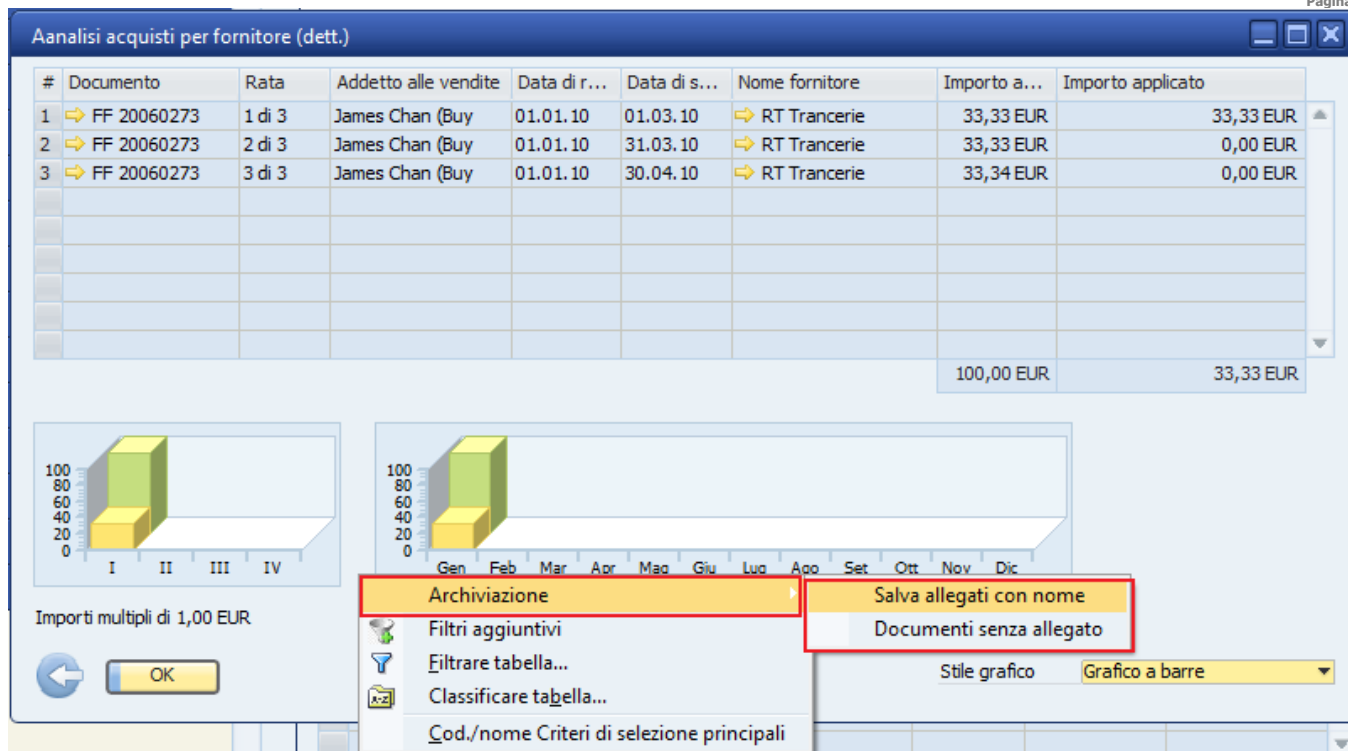 Pagina
Aanalisi acquisti per fornitore (dett.)
# Documento Rata Addetto alle vendite Data di r... Data di s... Nome fornitore Importo a... Importo applicato
1 FF 20060273 1 di 3 James Chan (Buy 01.01.10 01.03.10 RT Trancerie 33,33 EUR 33,33 EUR
2 FF 20060273 2 di 3 James Chan (Buy 01.01.10 31.03.10 RT Trancerie 33,33 EUR 0,00 EUR
3 FF 20060273 3 di 3 James Chan (Buy 01.01.10 30.04.10 RT Trancerie 33,34 EUR 0,00 EUR
100,00 EUR 33,33 EUR
100
80
60
40
20
0
I II III IV
100
80
60
40
20
0
Gen Feb Mar Apr Mag Giu Lug Ago Set Ott Nov Dic
Importi multipli di 1,00 EUR
OK
Archiviazione
Filtri aggiuntivi
Filtrare tabella...
Classificare tabella...
Cod./nome Criteri di selezione principali
Salva allegati con nome
Documenti senza allegato
Stile grafico Grafico a barre